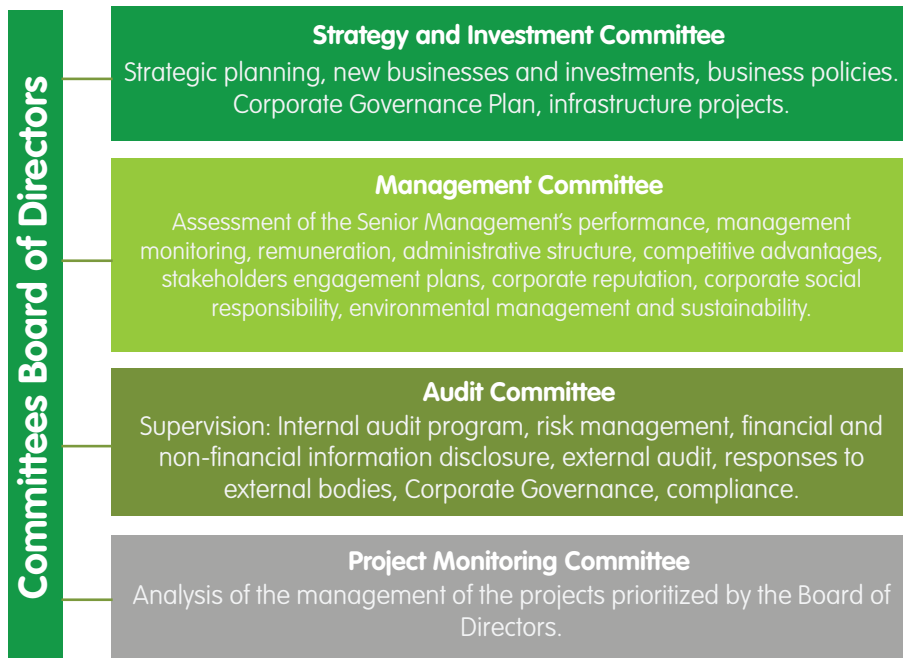 Committees Board of Directors
Strategy and Investment Committee
Strategic planning, new businesses and investments, business policies.
Corporate Governance Plan, infrastructure projects.
Management Committee
Assessment of the Senior Management's performance, management
monitoring, remuneration, administrative structure, competitive advantages,
stakeholders engagement plans, corporate reputation, corporate social
responsibility, environmental management and sustainability.
Audit Committee
Supervision: Internal audit program, risk management, financial and
non-financial information disclosure, external audit, responses to
external bodies, Corporate Governance, compliance.
Project Monitoring Committee
Analysis of the management of the projects prioritized by the Board of
Directors.